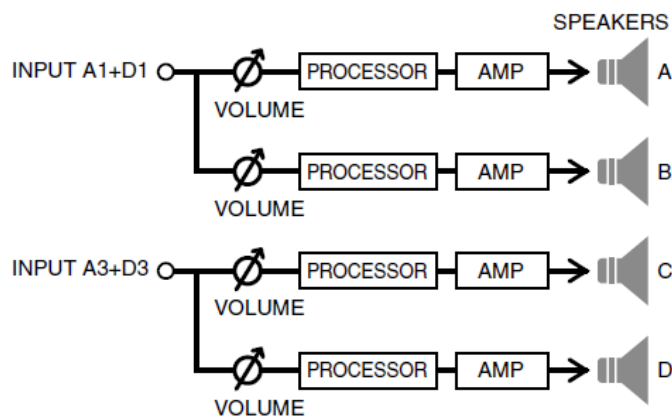 SPEAKERS
INPUT A1+D1
PROCESSOR
AMP
A
VOLUME
PROCESSOR
AMP
B
VOLUME
INPUT A3+D3
PROCESSOR
AMP
C
VOLUME
PROCESSOR
AMP
D
VOLUME